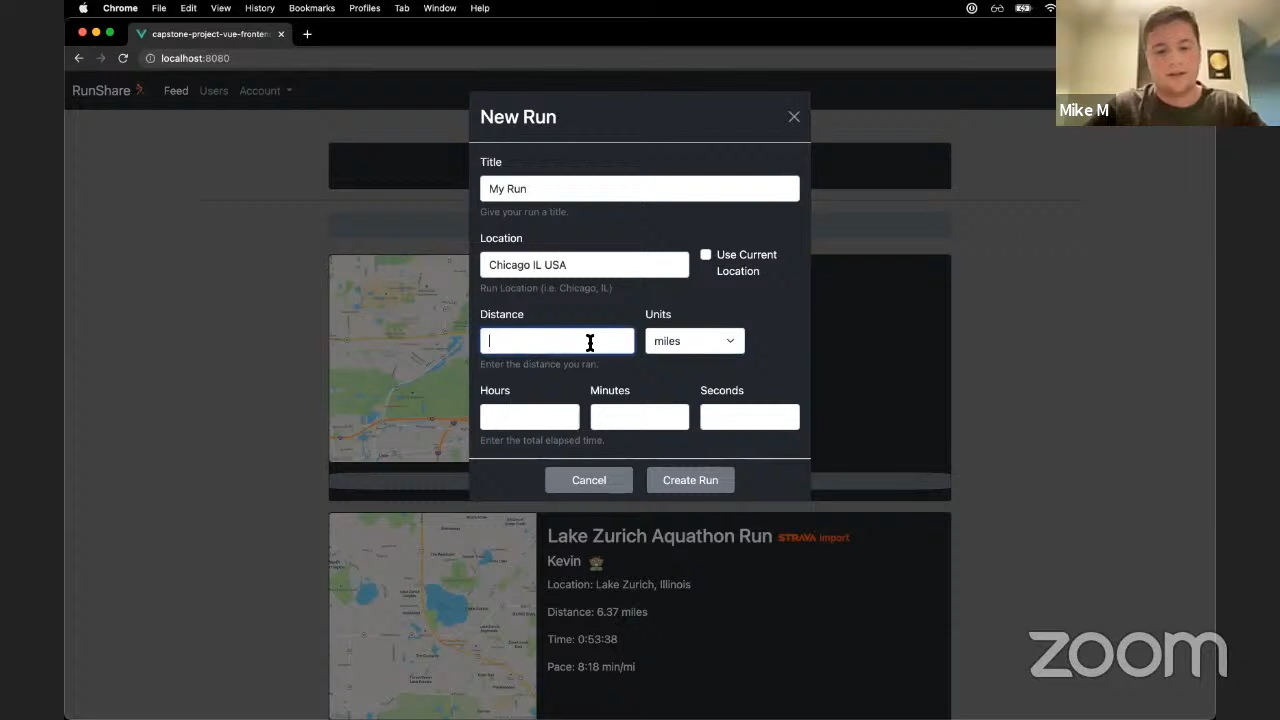 Chrome File Edit View History Bookmarks Profiles Tab Window Help
capstone-project-vue-fronten
localhost:8080
RunShare Feed Users Account
Mike M
New Run
Title
My Run
Give your run a title.
Location
Chicago IL USA
Use Current
Location
Run Location (i.e. Chicago, IL)
Distance Units
miles
Enter the distance you ran.
Hours Minutes Seconds
Enter the total elapsed time.
Cancel Create Run
Lake Zurich Aquathon Run STRAVA Import
Kevin
Location: Lake Zurich, Illinois
Distance: 6.37 miles
Time: 0:53:38
Pace: 8:18 min/mi
zoom